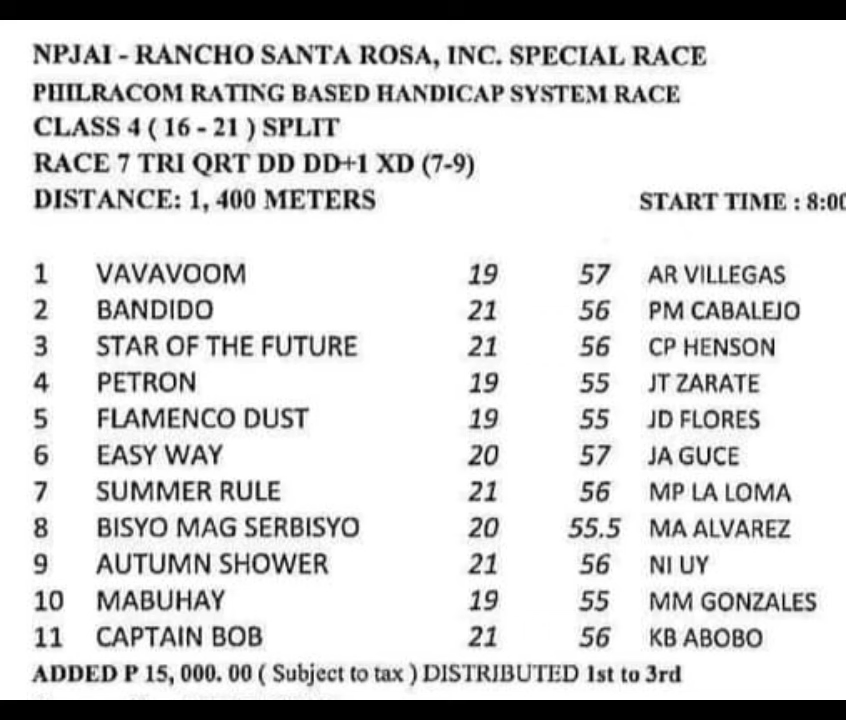 NPJAI - RANCHO SANTA ROSA, INC. SPECIAL RACE
PHILRACOM RATING BASED HANDICAP SYSTEM RACE
CLASS 4 ( 16 - 21 ) SPLIT
RACE 7 TRI QRT DD DD+1 XD (7-9)
DISTANCE: 1, 400 METERS START TIME : 8:00
1 VAVAVOOM 19 57 AR VILLEGAS
2 BANDIDO 21 56 PM CABALEJO
3 STAR OF THE FUTURE 21 56 CP HENSON
4 PETRON 19 55 JT ZARATE
5 FLAMENCO DUST 19 55 JD FLORES
6 EASY WAY 20 57 JA GUCE
7 SUMMER RULE 21 56 MP LA LOMA
8 BISYO MAG SERBISYO 20 55.5 MA ALVAREZ
9 AUTUMN SHOWER 21 56 NI UY
10 MABUHAY 19 55 MM GONZALES
11 CAPTAIN BOB 21 56 KB ABOBO
ADDED P 15, 000. 00 ( Subject to tax ) DISTRIBUTED 1st to 3rd